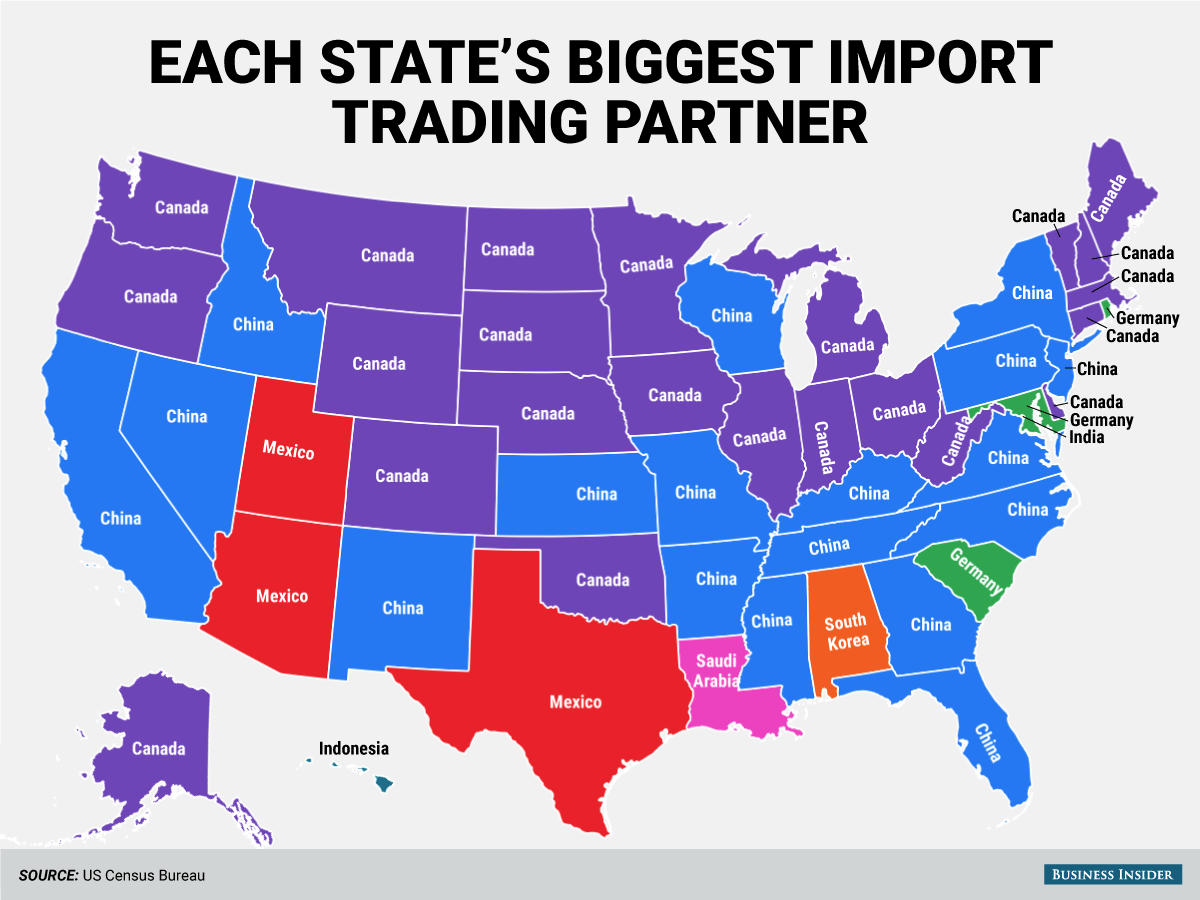 EACH STATE'S BIGGEST IMPORT
TRADING PARTNER
Canada
Canada
Canada
Canada
Canada
Canada
Canada
Canada
Canada
China
Canada
China
China
Germany
Canada
Canada
Canada
Canada
China
China
China
Canada
Canada
Canada
Canada
Canada
Canada
Canada
Germany
India
Mexico
Canada
China
Canada
China
China
China
China
China
China
Canada
China
China
Germany
Mexico
China
China
South
Korea
China
Saudi
Arabia
Mexico
China
Canada
Indonesia
SOURCE: US Census Bureau
BUSINESS INSIDER